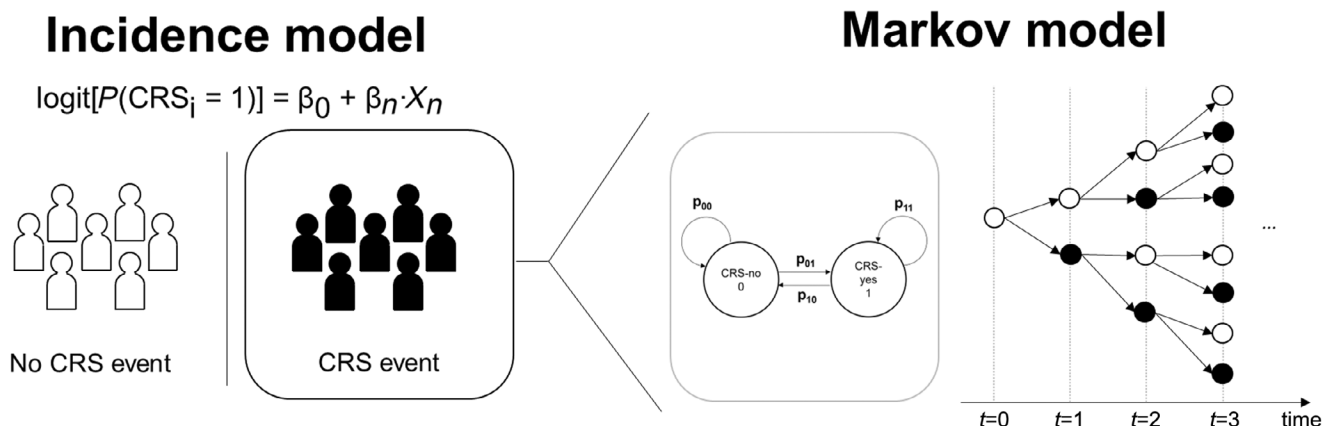 Incidence model
logit[P(CRSi = 1)] = β0 + βn·Xn
No CRS event
CRS event
Markov model
p00
p11
CRS-no
0
p01
p10
CRS-
yes
1
...
t=0
t=1
t=2
t=3
time